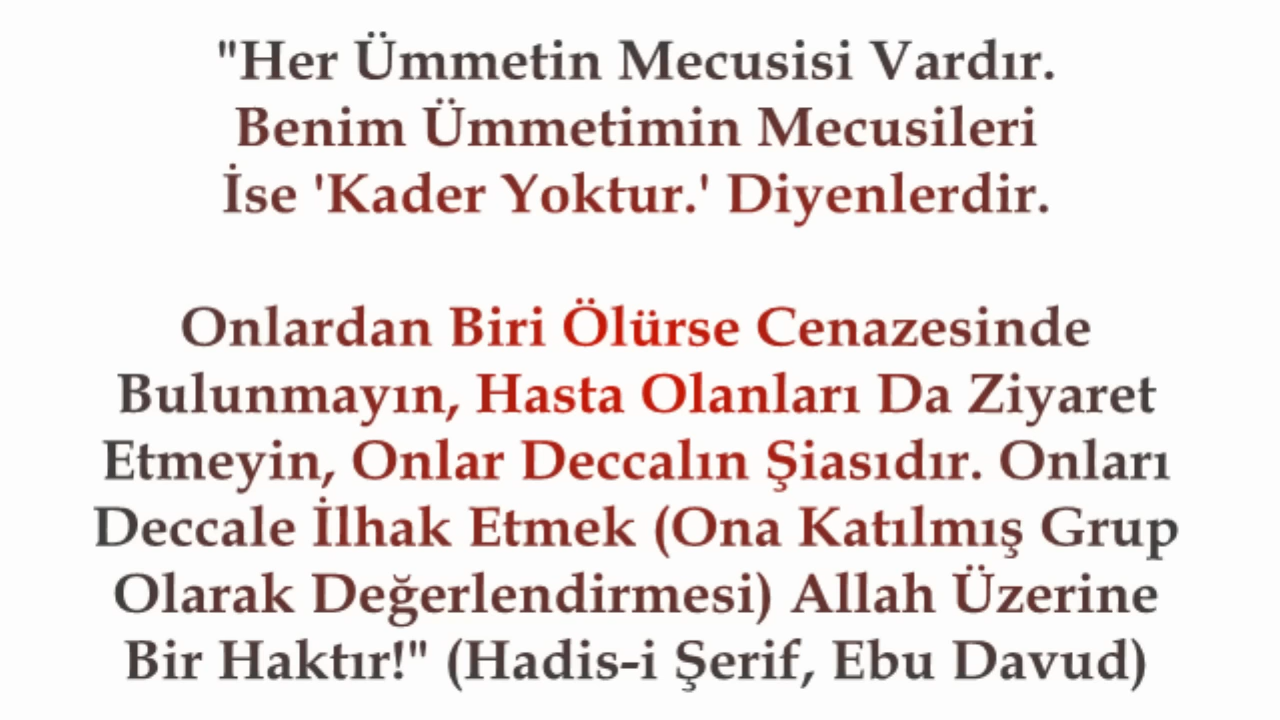 "Her Ümmetin Mecusisi Vardır.
Benim Ümmetimin Mecusileri
İse 'Kader Yoktur.' Diyenlerdir.
Onlardan Biri Ölürse Cenazesinde
Bulunmayın, Hasta Olanları Da Ziyaret
Etmeyin, Onlar Deccalın Şiasıdır. Onları
Deccale İlhak Etmek (Ona Katılmış Grup
Olarak Değerlendirmesi) Allah Üzerine
Bir Haktır!" (Hadis-i Şerif, Ebu Davud)